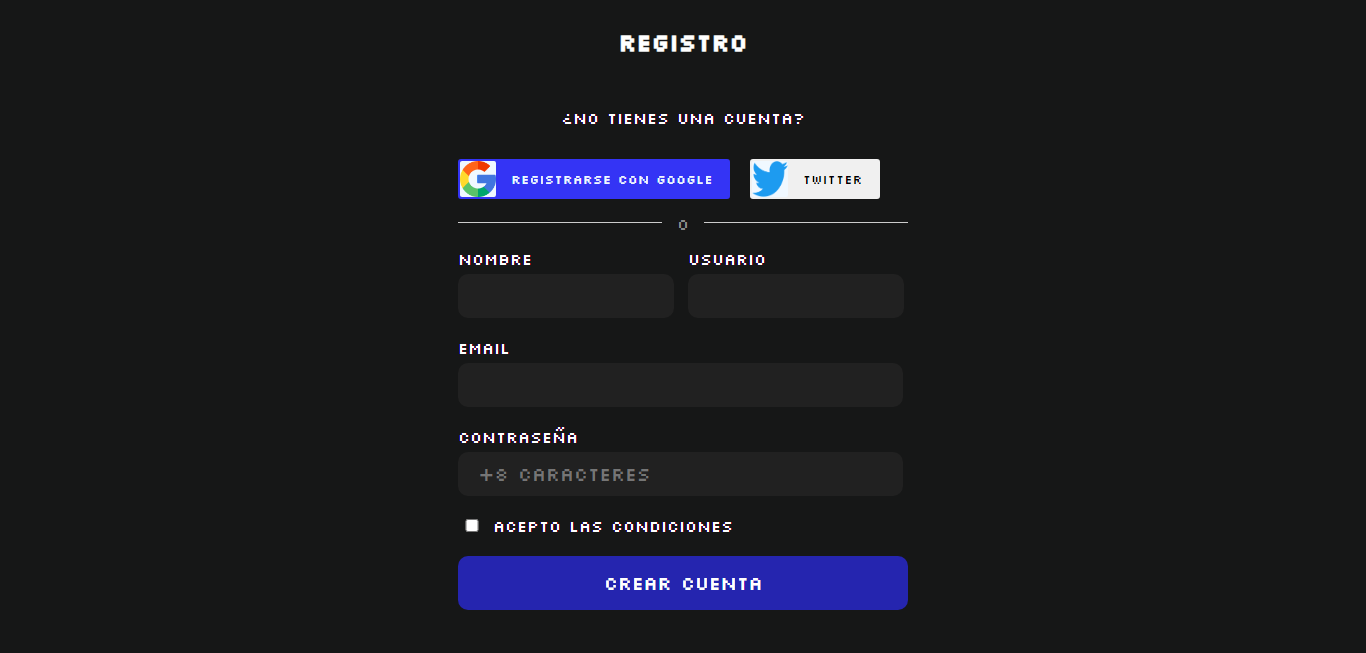 REGISTRO
¿NO TIENES UNA CUENTA?
REGISTRARSE CON GOOGLE TWITTER
O
NOMBRE USUARIO
EMAIL
CONTRASEÑA
+8 CARACTERES
ACEPTO LAS CONDICIONES
CREAR CUENTA